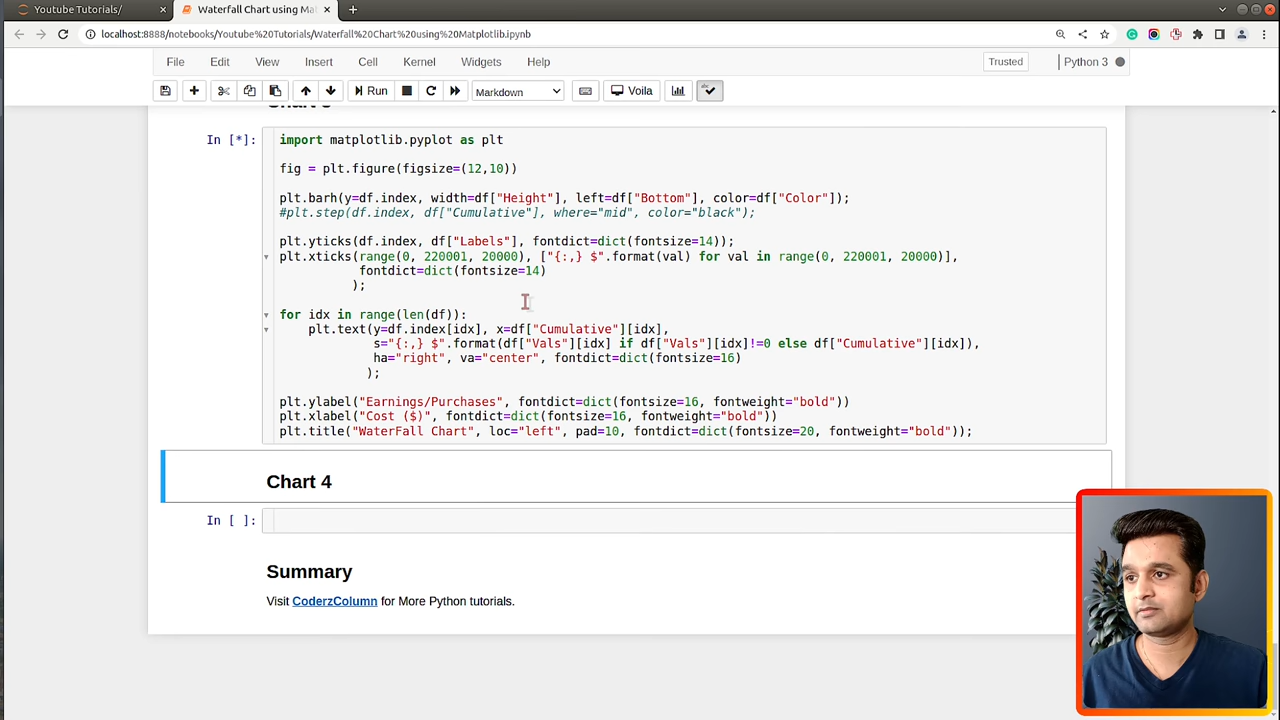 Youtube Tutorials/
Waterfall Chart using Mat
localhost:8888/notebooks/Youtube%20Tutorials/Waterfall%20Chart%20using%20Matplotlib.ipynb
File Edit View Insert Cell Kernel Widgets Help Trusted Python 3
Run Markdown Voila
In [*]:
import matplotlib.pyplot as plt
fig = plt.figure(figsize=(12,10))
plt.barh(y=df.index, width=df["Height"], left=df["Bottom"], color=df["Color"]);
#plt.step(df.index, df["Cumulative"], where="mid", color="black");
plt.yticks(df.index, df["Labels"], fontdict=dict(fontsize=14));
plt.xticks(range(0, 220001, 20000), ["{:,} $".format(val) for val in range(0, 220001, 20000)],
fontdict=dict(fontsize=14)
);
for idx in range(len(df)):
plt.text(y=df.index[idx], x=df["Cumulative"][idx],
s="{:,} $".format(df["Vals"][idx] if df["Vals"][idx]!=0 else df["Cumulative"][idx]),
ha="right", va="center", fontdict=dict(fontsize=16)
);
plt.ylabel("Earnings/Purchases", fontdict=dict(fontsize=16, fontweight="bold"))
plt.xlabel("Cost ($)", fontdict=dict(fontsize=16, fontweight="bold"))
plt.title("WaterFall Chart", loc="left", pad=10, fontdict=dict(fontsize=20, fontweight="bold"));
Chart 4
In [ ]:
Summary
Visit CoderzColumn for More Python tutorials.